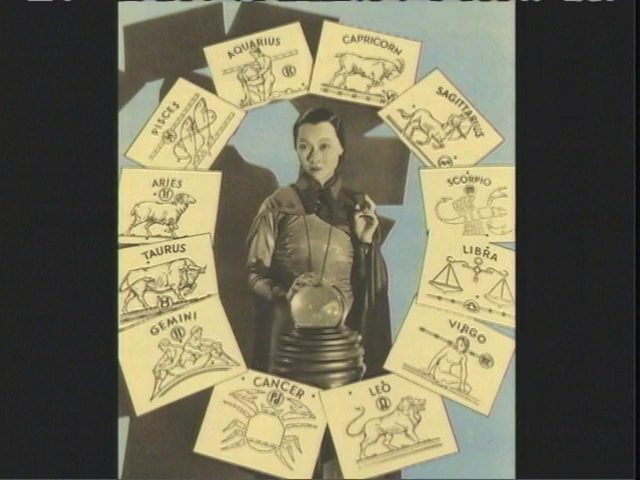 AQUARIUS
CAPRICORN
SAGITTARIUS
SCORPIO
LIBRA
VIRGO
LEO
CANCER
GEMINI
TAURUS
ARIES
PISCES